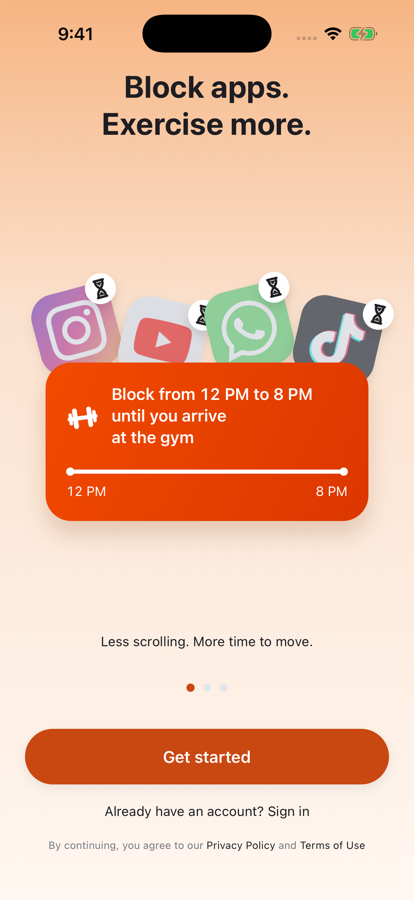 9:41
Block apps.
Exercise more.
Block from 12 PM to 8 PM
until you arrive
at the gym
12 PM
8 PM
Less scrolling. More time to move.
Get started
Already have an account? Sign in
By continuing, you agree to our Privacy Policy and Terms of Use